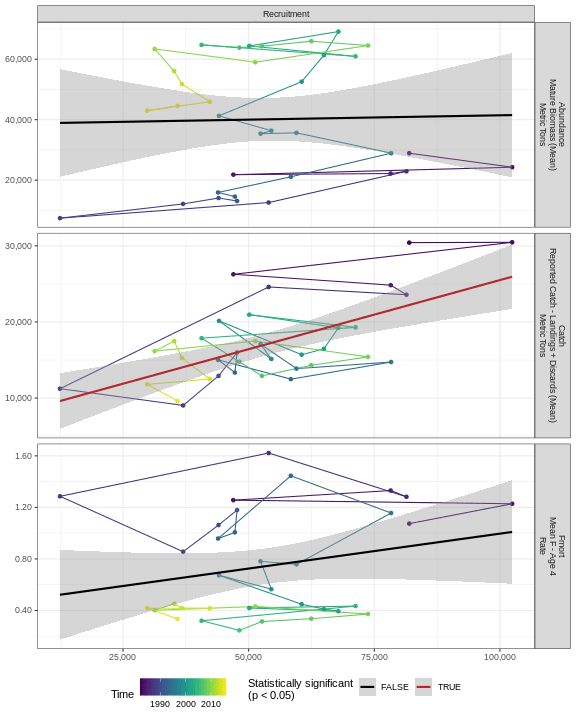 Recruitment
60,000
40,000
20,000
Abundance
Mature Biomass (Mean)
Metric Tons
30,000
20,000
10,000
Catch
Reported Catch - Landings + Discards (Mean)
Metric Tons
1.60
1.20
0.80
0.40
Fmort
Mean F - Age 4
Rate
25,000 50,000 75,000 100,000
Time
1990 2000 2010
Statistically significant
(p < 0.05)
FALSE TRUE